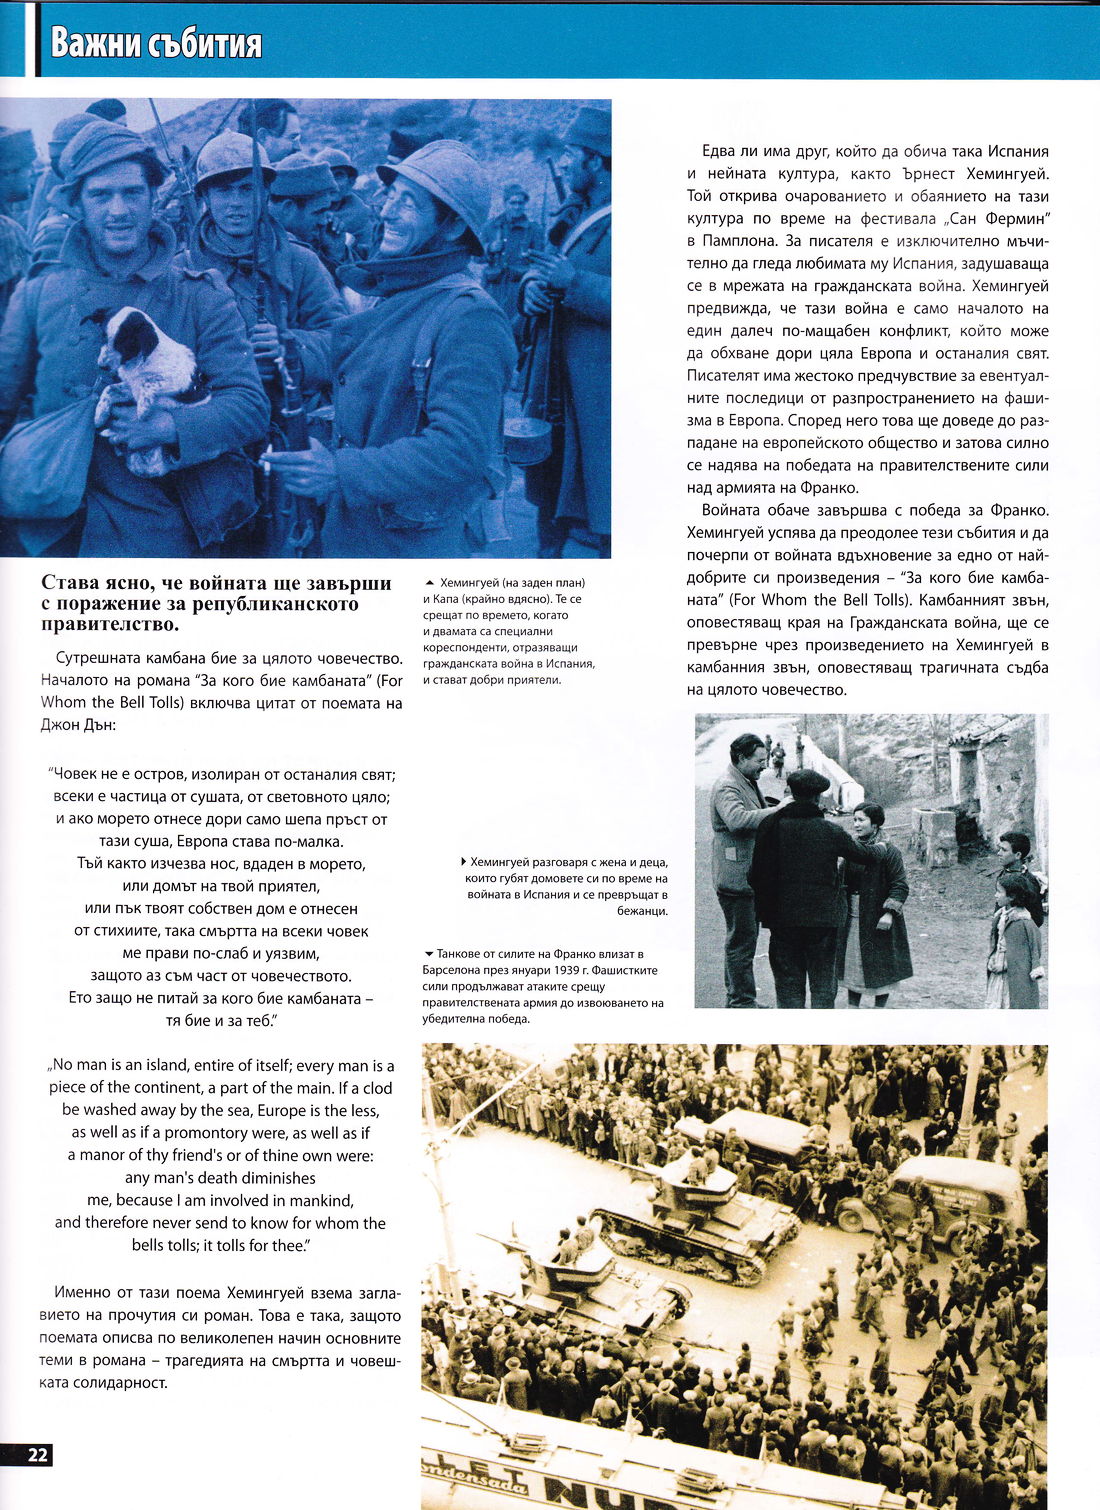 Важни събития
Става ясно, че войната ще завърши
с поражение за републиканското
правителство.
Сутрешната камбана бие за цялото човечество.
Началото на романа “За кого бие камбаната” (For
Whom the Bell Tolls) включва цитат от поемата на
Джон Дън:
“Човек не е остров, изолиран от останалия свят;
всеки е частица от сушата, от световното цяло;
и ако морето отнесе дори само шепа пръст от
тази суша, Европа става по-малка.
Тъй както изчезва нос, вдаден в морето,
или домът на твой приятел,
или пък твоят собствен дом е отнесен
от стихиите, така смъртта на всеки човек
ме прави по-слаб и уязвим,
защото аз съм част от човечеството.
Ето защо не питай за кого бие камбаната –
тя бие и за теб.”
„No man is an island, entire of itself; every man is a
piece of the continent, a part of the main. If a clod
be washed away by the sea, Europe is the less,
as well as if a promontory were, as well as if
a manor of thy friend's or of thine own were:
any man's death diminishes
me, because I am involved in mankind,
and therefore never send to know for whom the
bells tolls; it tolls for thee.”
Именно от тази поема Хемингуей взема загла-
вието на прочутия си роман. Това е така, защото
поемата описва по великолепен начин основните
теми в романа – трагедията на смъртта и човеш-
ката солидарност.
Хемингуей (на заден план)
и Капа (крайно вдясно). Те се
срещат по времето, когато
и двамата са специални
кореспонденти, отразяващи
гражданската война в Испания,
и стават добри приятели.
Хемингуей разговаря с жена и деца,
които губят домовете си по време на
войната в Испания и се превръщат в
бежанци.
Танкове от силите на Франко влизат в
Барселона през януари 1939 г. Фашистките
сили продължават атаките срещу
правителствената армия до извоюването на
убедителна победа.
Едва ли има друг, който да обича така Испания
и нейната култура, както Ърнест Хемингуей.
Той открива очарованието и обаянието на тази
култура по време на фестивала „Сан Фермин”
в Памплона. За писателя е изключително мъчи-
телно да гледа любимата му Испания, задушаваща
се в мрежата на гражданската война. Хемингуей
предвижда, че тази война е само началото на
един далеч по-мащабен конфликт, който може
да обхване дори цяла Европа и останалия свят.
Писателят има жестоко предчувствие за евентуал-
ните последици от разпространението на фаши-
зма в Европа. Според него това ще доведе до раз-
падане на европейското общество и затова силно
се надява на победата на правителствените сили
над армията на Франко.
Войната обаче завършва с победа за Франко.
Хемингуей успява да преодолее тези събития и да
почерпи от войната вдъхновение за едно от най-
добрите си произведения – “За кого бие камба-
ната” (For Whom the Bell Tolls). Камбанният звън,
оповестяващ края на Гражданската война, ще се
превърне чрез произведението на Хемингуей в
камбанния звън, оповестяващ трагичната съдба
на цялото човечество.
LET
ondensada
NUR
22